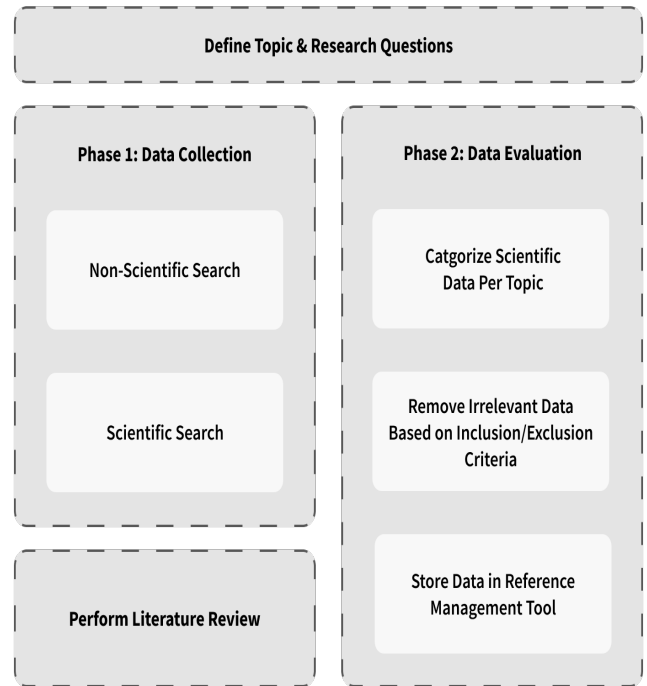 Define Topic & Research Questions
Phase 1: Data Collection
Non-Scientific Search
Scientific Search
Phase 2: Data Evaluation
Catgorize Scientific
Data Per Topic
Remove Irrelevant Data
Based on Inclusion/Exclusion
Criteria
Store Data in Reference
Management Tool
Perform Literature Review